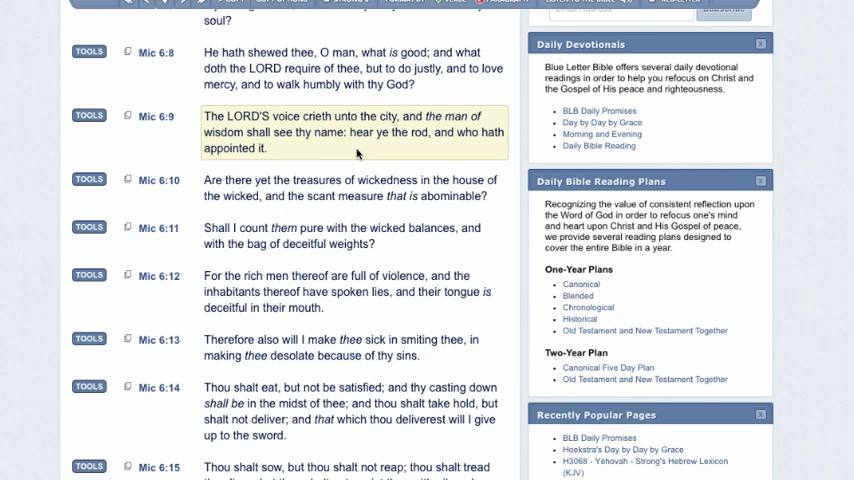 soul?
TOOLS Mic 6:8 He hath shewed thee, O man, what is good; and what
doth the LORD require of thee, but to do justly, and to love
mercy, and to walk humbly with thy God?
TOOLS Mic 6:9 The LORD'S voice crieth unto the city, and the man of
wisdom shall see thy name: hear ye the rod, and who hath
appointed it.
TOOLS Mic 6:10 Are there yet the treasures of wickedness in the house of
the wicked, and the scant measure that is abominable?
TOOLS Mic 6:11 Shall I count them pure with the wicked balances, and
with the bag of deceitful weights?
TOOLS Mic 6:12 For the rich men thereof are full of violence, and the
inhabitants thereof have spoken lies, and their tongue is
deceitful in their mouth.
TOOLS Mic 6:13 Therefore also will I make thee sick in smiting thee, in
making thee desolate because of thy sins.
TOOLS Mic 6:14 Thou shalt eat, but not be satisfied; and thy casting down
shall be in the midst of thee; and thou shalt take hold, but
shalt not deliver; and that which thou deliverest will I give
up to the sword.
TOOLS Mic 6:15 Thou shalt sow, but thou shalt not reap; thou shalt tread
Daily Devotionals
Blue Letter Bible offers several daily devotional
readings in order to help you refocus on Christ and
the Gospel of His peace and righteousness.
BLB Daily Promises
Day by Day by Grace
Morning and Evening
Daily Bible Reading
Daily Bible Reading Plans
Recognizing the value of consistent reflection upon
the Word of God in order to refocus one's mind
and heart upon Christ and His Gospel of peace,
we provide several reading plans designed to
cover the entire Bible in a year.
One-Year Plans
Canonical
Blended
Chronological
Historical
Old Testament and New Testament Together
Two-Year Plan
Canonical Five Day Plan
Old Testament and New Testament Together
Recently Popular Pages
BLB Daily Promises
Hoekstra's Day by Day by Grace
H3068 - Yĕhovah - Strong's Hebrew Lexicon
(KJV)